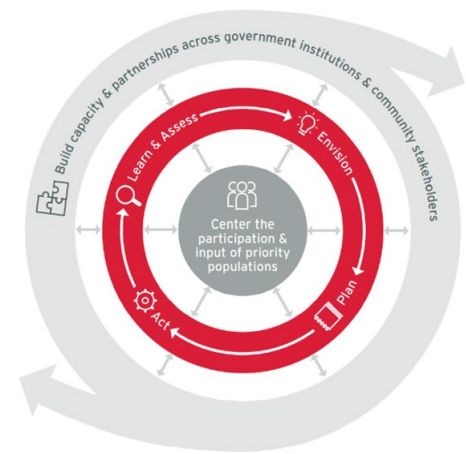 Build capacity & partnerships across government institutions & community stakeholders
Learn & Assess
Envision
Plan
Act
Center the
participation &
input of priority
populations